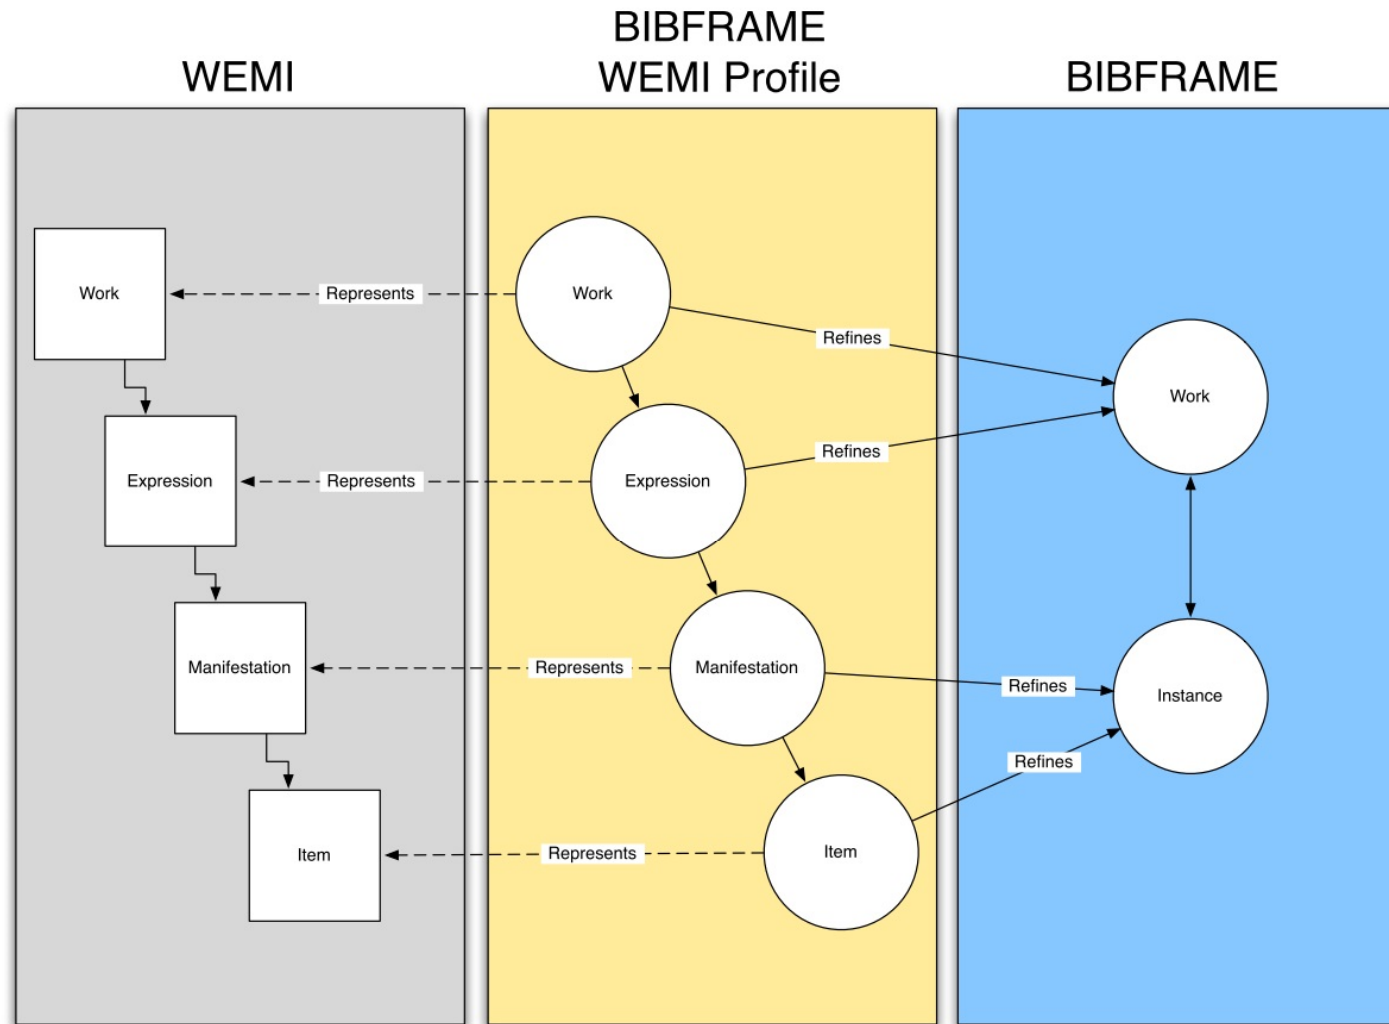 WEMI
BIBFRAME
WEMI Profile
BIBFRAME
Work
Represents
Work
Refines
Work
Expression
Represents
Expression
Refines
Manifestation
Represents
Manifestation
Refines
Instance
Refines
Item
Represents
Item